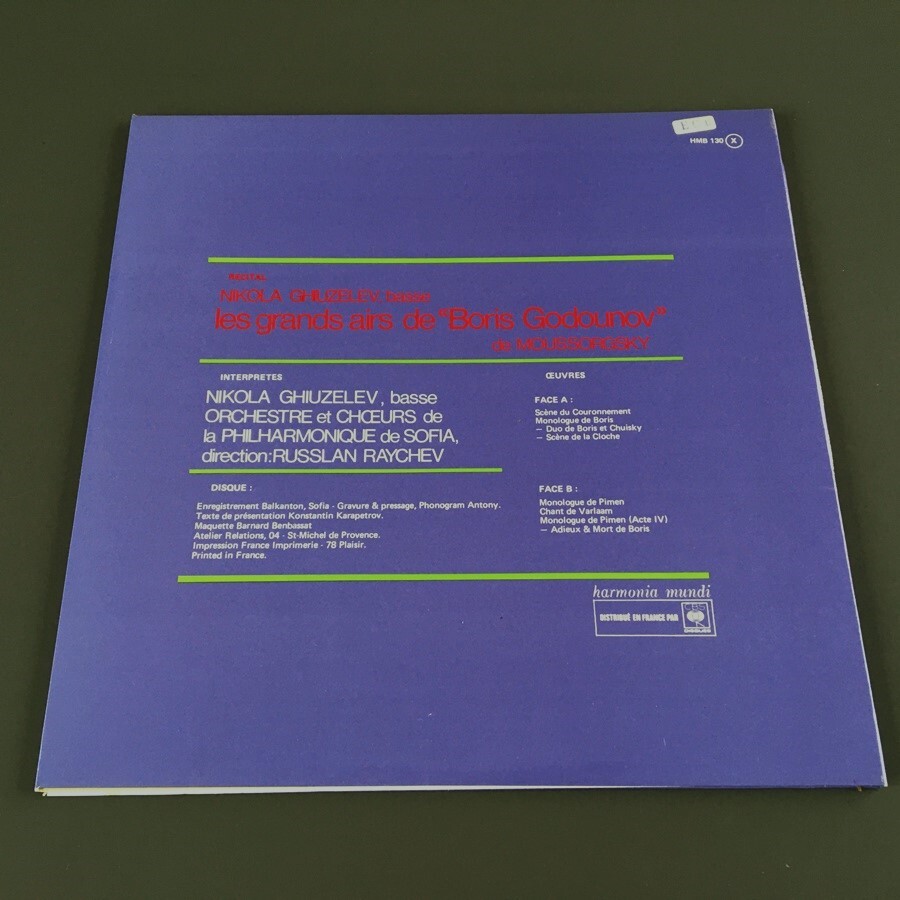 HMB 130 X
RECITAL
NIKOLA GHIUZELEV, basse
les grands airs de "Boris Godounov"
de MOUSSORGSKY
INTERPRETES
NIKOLA GHIUZELEV, basse
ORCHESTRE et CHŒURS de
la PHILHARMONIQUE de SOFIA,
direction: RUSSLAN RAYCHEV
ŒUVRES
FACE A :
Scène du Couronnement
Monologue de Boris
– Duo de Boris et Chuisky
– Scène de la Cloche
DISQUE :
Enregistrement Balkanton, Sofia - Gravure & pressage, Phonogram Antony.
Texte de présentation Konstantin Karapetrov.
Maquette Barnard Benbassat
Atelier Relations, 04 - St-Michel de Provence.
Impression France Imprimerie - 78 Plaisir.
Printed in France.
FACE B :
Monologue de Pimen
Chant de Varlaam
Monologue de Pimen (Acte IV)
– Adieux & Mort de Boris
harmonia mundi
DISTRIBUÉ EN FRANCE PAR
CBS
DISQUES